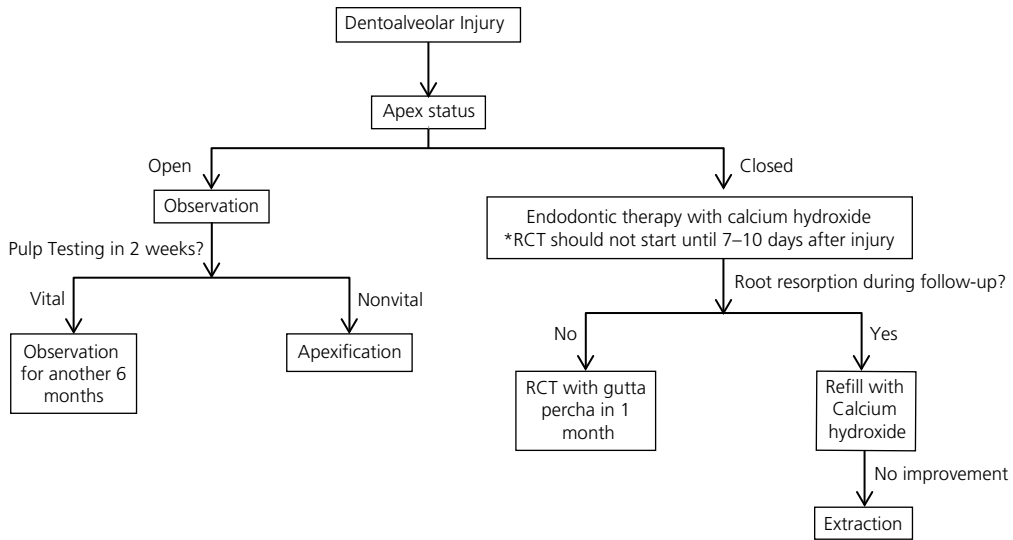 Dentoalveolar Injury
Apex status
Open
Closed
Observation
Endodontic therapy with calcium hydroxide
*RCT should not start until 7–10 days after injury
Pulp Testing in 2 weeks?
Root resorption during follow-up?
Vital
Nonvital
No
Yes
Observation
for another 6
months
Apexification
RCT with gutta
percha in 1
month
Refill with
Calcium
hydroxide
No improvement
Extraction